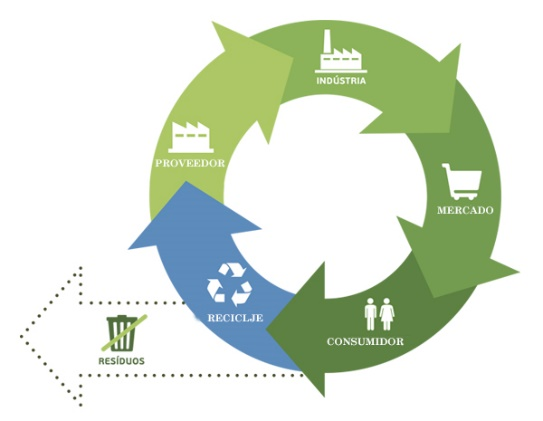 INDÚSTRIA
PROVEEDOR
MERCADO
RECICLJE
CONSUMIDOR
RESÍDUOS